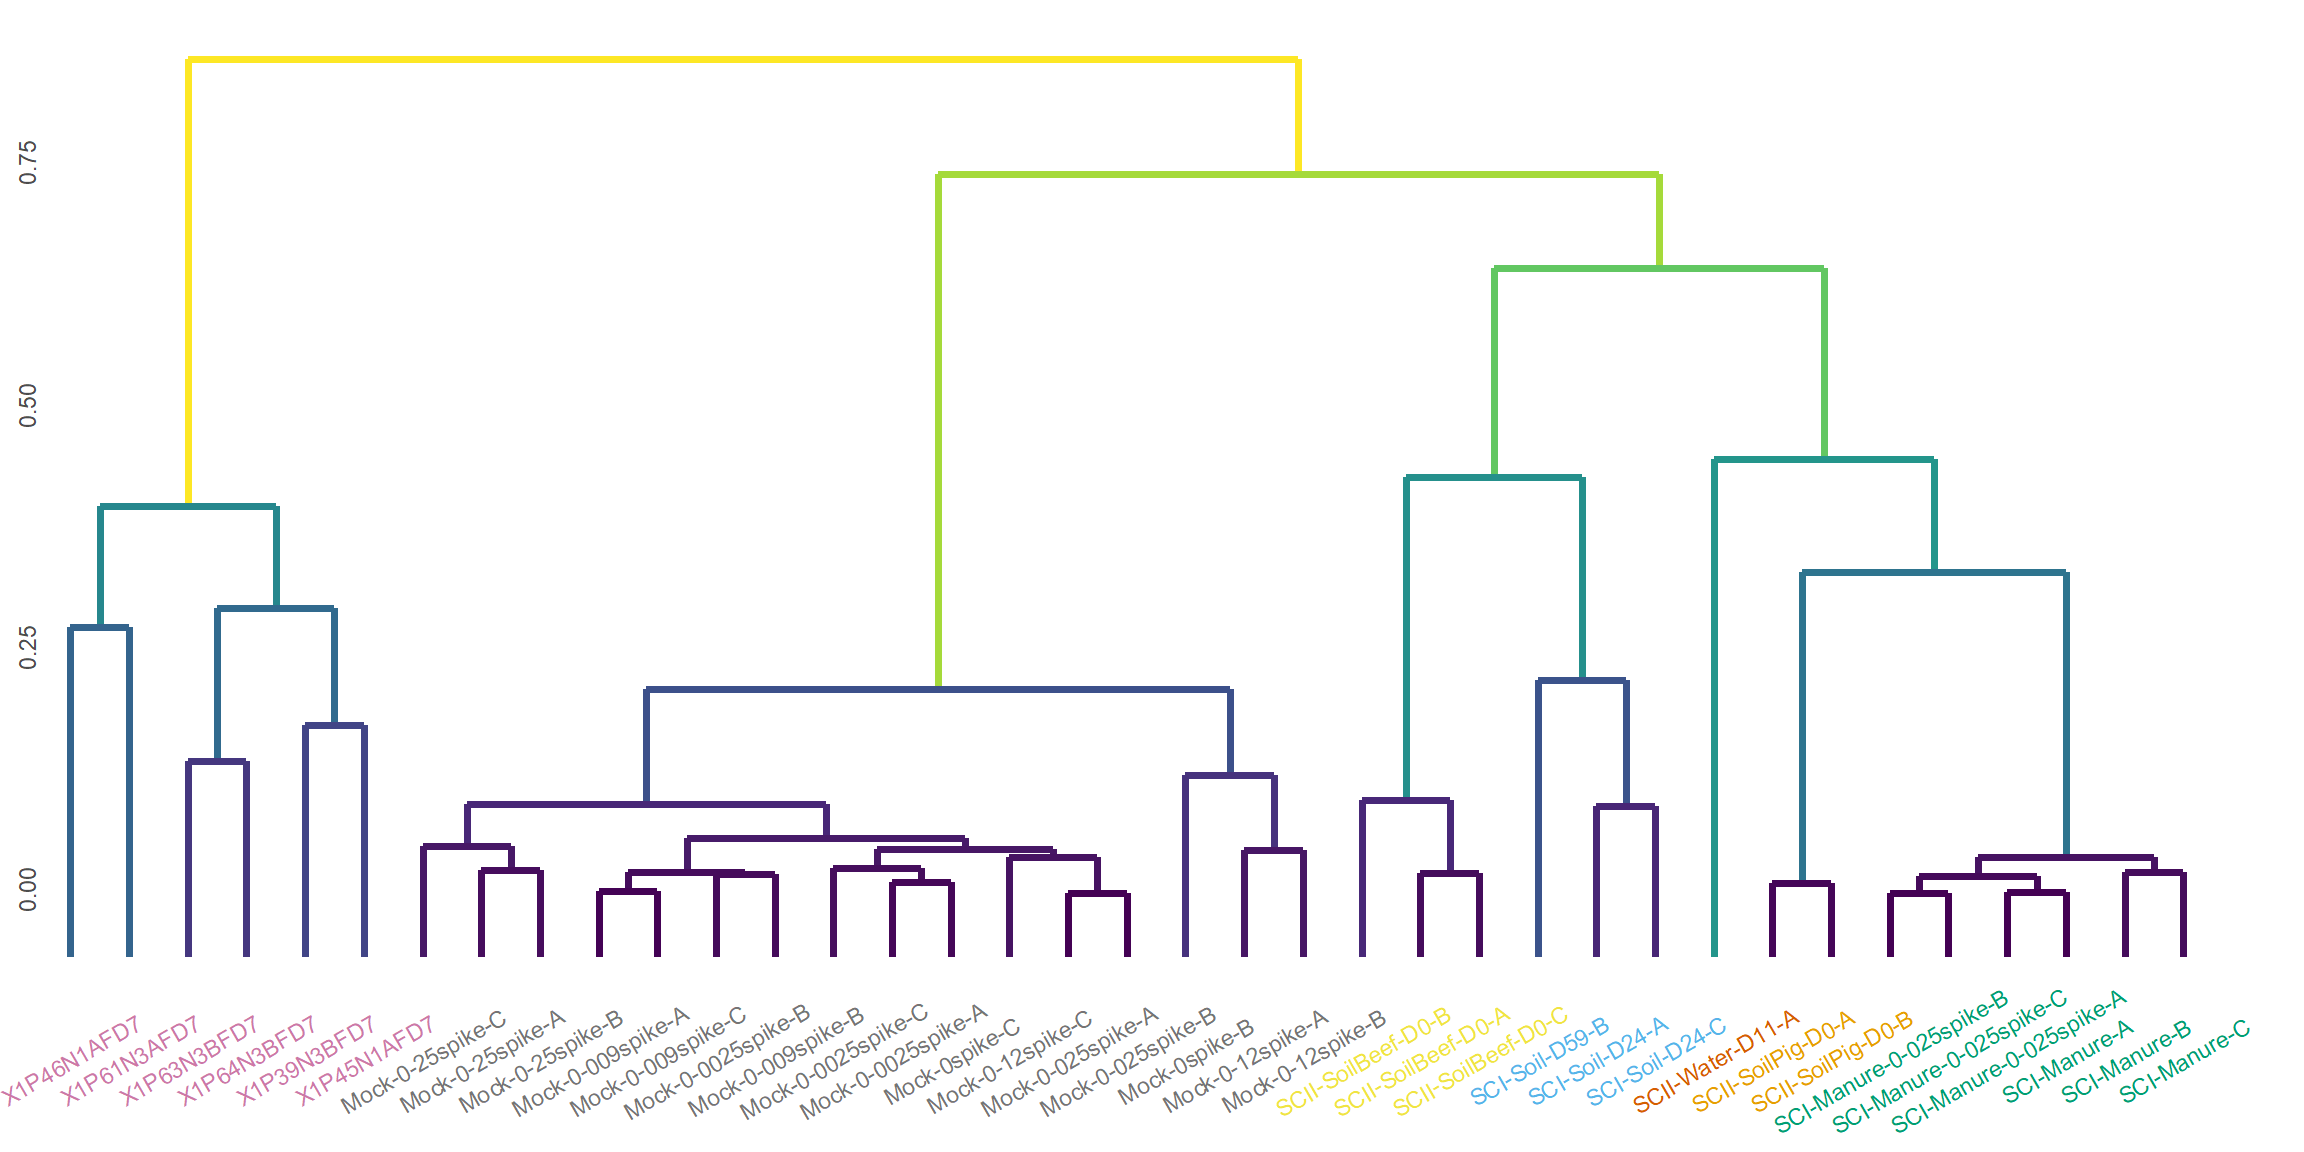 0.75
0.50
0.25
0.00
X1P46N1AFD7
X1P61N3AFD7
X1P63N3BFD7
X1P64N3BFD7
X1P39N3BFD7
X1P45N1AFD7
Mock-0-25spike-C
Mock-0-25spike-A
Mock-0-25spike-B
Mock-0-009spike-A
Mock-0-009spike-C
Mock-0-0025spike-B
Mock-0-009spike-B
Mock-0-0025spike-C
Mock-0-0025spike-A
Mock-0spike-C
Mock-0-12spike-C
Mock-0-025spike-A
Mock-0-025spike-B
Mock-0spike-B
Mock-0-12spike-A
Mock-0-12spike-B
SCII-SoilBeef-D0-B
SCII-SoilBeef-D0-A
SCII-SoilBeef-D0-C
SCI-Soil-D59-B
SCI-Soil-D24-A
SCI-Soil-D24-C
SCII-Water-D11-A
SCII-SoilPig-D0-A
SCII-SoilPig-D0-B
SCI-Manure-0-025spike-B
SCI-Manure-0-025spike-C
SCI-Manure-0-025spike-A
SCI-Manure-A
SCI-Manure-B
SCI-Manure-C